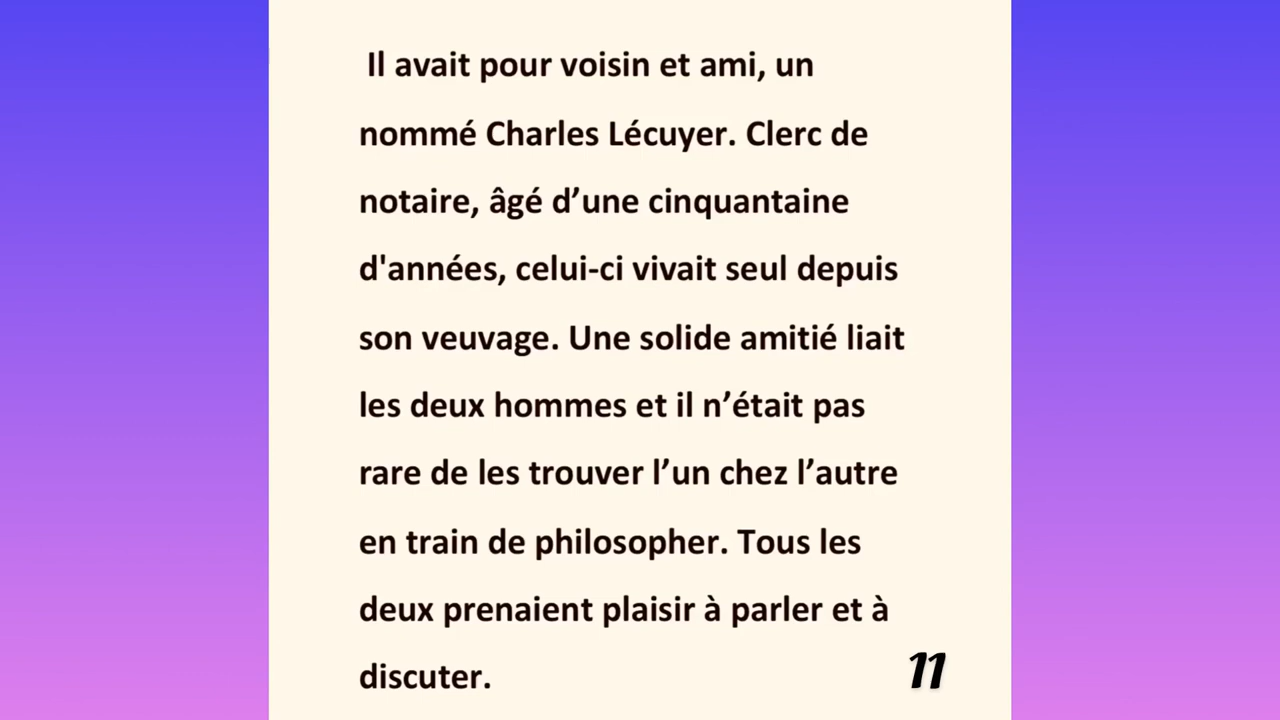 Il avait pour voisin et ami, un
nommé Charles Lécuyer. Clerc de
notaire, âgé d’une cinquantaine
d'années, celui-ci vivait seul depuis
son veuvage. Une solide amitié liait
les deux hommes et il n’était pas
rare de les trouver l’un chez l’autre
en train de philosopher. Tous les
deux prenaient plaisir à parler et à
discuter.
11